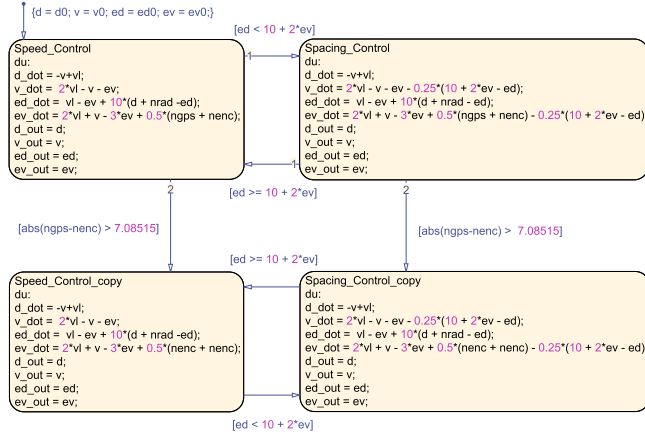 {d = d0; v = v0; ed = ed0; ev = ev0;}
[ed < 10 + 2*ev]
Speed_Control
du:
d_dot = -v+vl;
v_dot =  2*vl - v - ev;
ed_dot =  vl - ev + 10*(d + nrad -ed);
ev_dot = 2*vl + v - 3*ev + 0.5*(ngps + nenc);
d_out = d;
v_out = v;
ed_out = ed;
ev_out = ev;
1
Spacing_Control
du:
d_dot = -v+vl;
v_dot = 2*vl - v - ev - 0.25*(10 + 2*ev - ed);
ed_dot =  vl - ev + 10*(d + nrd - ed);
ev_dot = 2*vl + v - 3*ev + 0.5*(ngps + nenc) - 0.25*(10 + 2*ev - ed)
d_out = d;
v_out = v;
ed_out = ed;
ev_out = ev;
1
[ed >= 10 + 2*ev]
2
2
[abs(ngps-nenc) > 7.08515]
[abs(ngps-nenc) >  7.08515]
[ed >= 10 + 2*ev]
Speed_Control_copy
du:
d_dot = -v+vl;
v_dot =  2*vl - v - ev;
ed_dot =  vl - ev + 10*(d + nrad -ed);
ev_dot = 2*vl + v - 3*ev + 0.5*(nenc + nenc);
d_out = d;
v_out = v;
ed_out = ed;
ev_out = ev;
Spacing_Control_copy
du:
d_dot = -v+vl;
v_dot = 2*vl - v - ev - 0.25*(10 + 2*ev - ed);
ed_dot =  vl - ev + 10*(d + nrd - ed);
ev_dot = 2*vl + v - 3*ev + 0.5*(nenc + nenc) - 0.25*(10 + 2*ev - ed)
d_out = d;
v_out = v;
ed_out = ed;
ev_out = ev;
[ed < 10 + 2*ev]